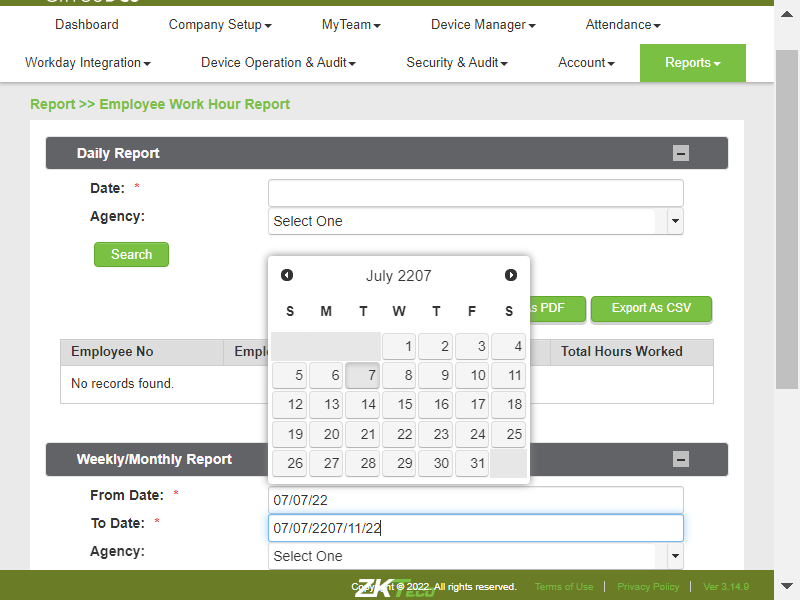 Dashboard Company Setup MyTeam Device Manager Attendance
Workday Integration Device Operation & Audit Security & Audit Account Reports
Report >> Employee Work Hour Report
Daily Report
Date: *
Agency:
Select One
Search
July 2207
S M T W T F S
1 2 3 4
5 6 7 8 9 10 11
12 13 14 15 16 17 18
19 20 21 22 23 24 25
26 27 28 29 30 31
As PDF
Export As CSV
Employee No
Total Hours Worked
No records found.
Weekly/Monthly Report
From Date: *
07/07/22
To Date: *
07/07/2207/11/22
Agency:
Select One
ZKTeco
Copyright © 2022. All rights reserved. Terms of Use | Privacy Policy | Ver 3.14.9